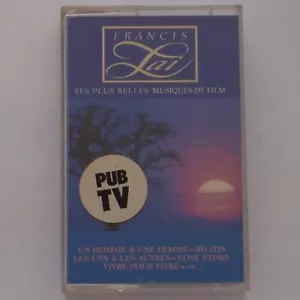 FRANCIS
Lai
SES PLUS BELLES MUSIQUES DE FILM
PUB
TV
UN HOMME & UNE FEMME – BILITIS
LES UNS & LES AUTRES – LOVE STORY
VIVRE POUR VIVRE –